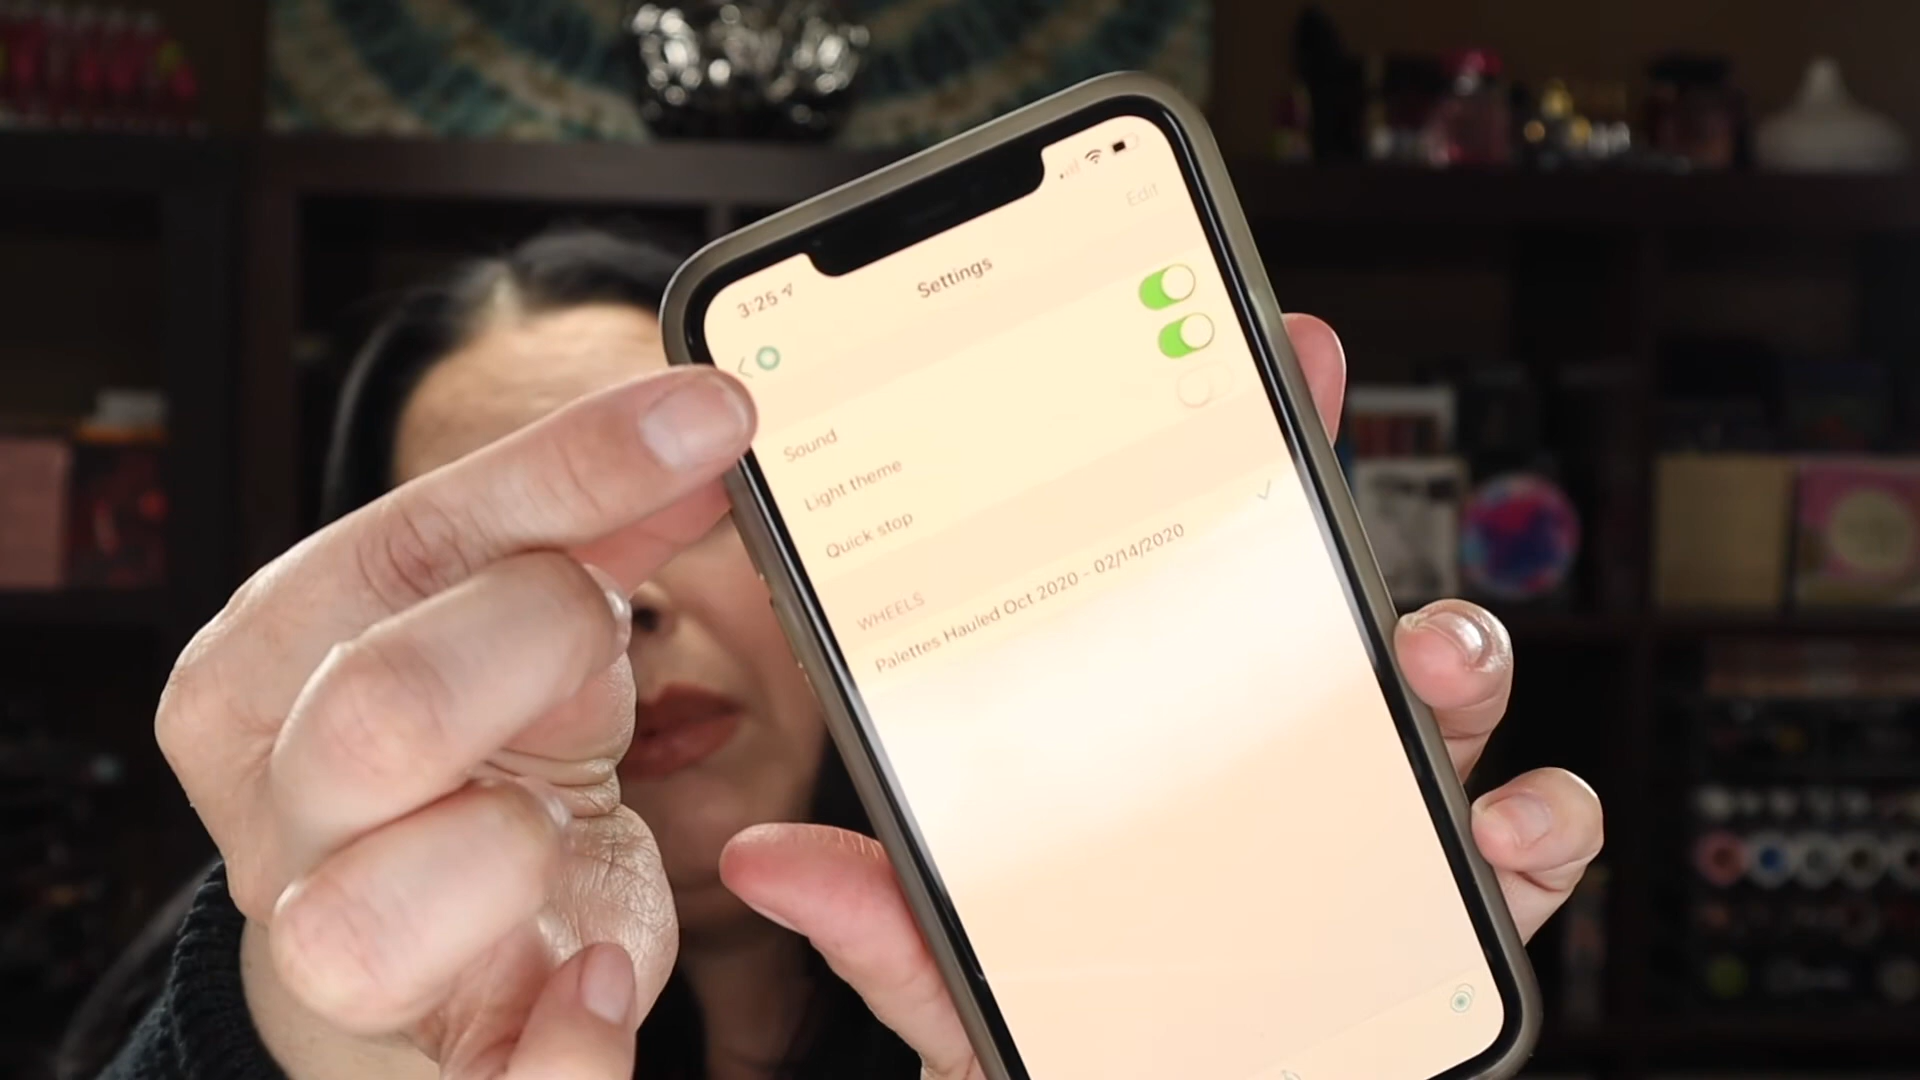 3:25
Edit
Settings
Sound
Light theme
Quick stop
WHEELS
Palettes Hauled Oct 2020 - 02/14/2020